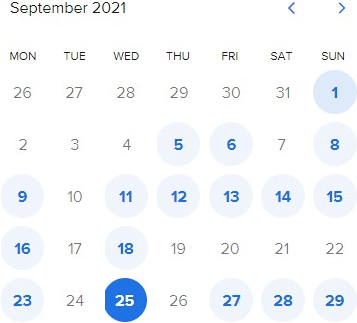 September 2021
MON TUE WED THU FRI SAT SUN
26 27 28 29 30 31 1
2 3 4 5 6 7 8
9 10 11 12 13 14 15
16 17 18 19 20 21 22
23 24 25 26 27 28 29